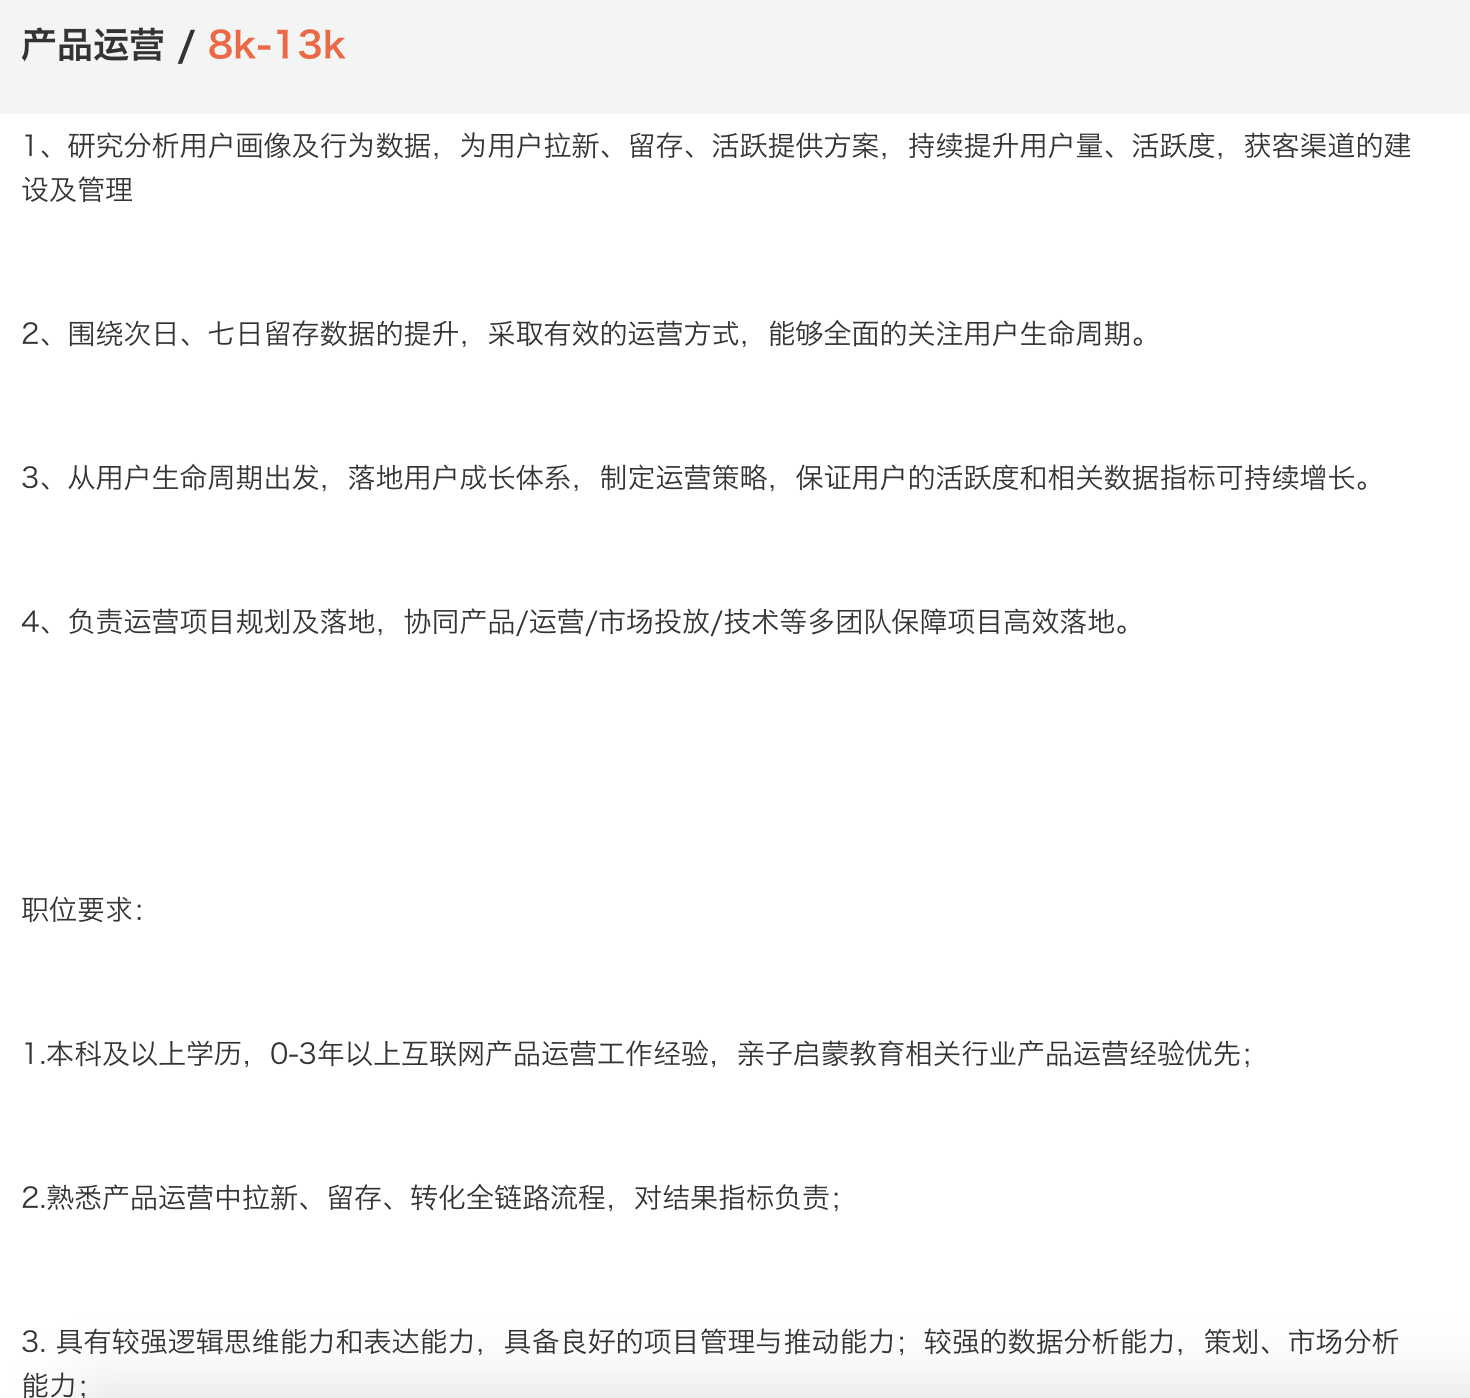 产品运营 / 8k-13k
1、研究分析用户画像及行为数据，为用户拉新、留存、活跃提供方案，持续提升用户量、活跃度，获客渠道的建
设及管理
2、围绕次日、七日留存数据的提升，采取有效的运营方式，能够全面的关注用户生命周期。
3、从用户生命周期出发，落地用户成长体系，制定运营策略，保证用户的活跃度和相关数据指标可持续增长。
4、负责运营项目规划及落地，协同产品/运营/市场投放/技术等多团队保障项目高效落地。
职位要求：
1.本科及以上学历，0-3年以上互联网产品运营工作经验，亲子启蒙教育相关行业产品运营经验优先；
2.熟悉产品运营中拉新、留存、转化全链路流程，对结果指标负责；
3. 具有较强逻辑思维能力和表达能力，具备良好的项目管理与推动能力；较强的数据分析能力，策划、市场分析
能力；